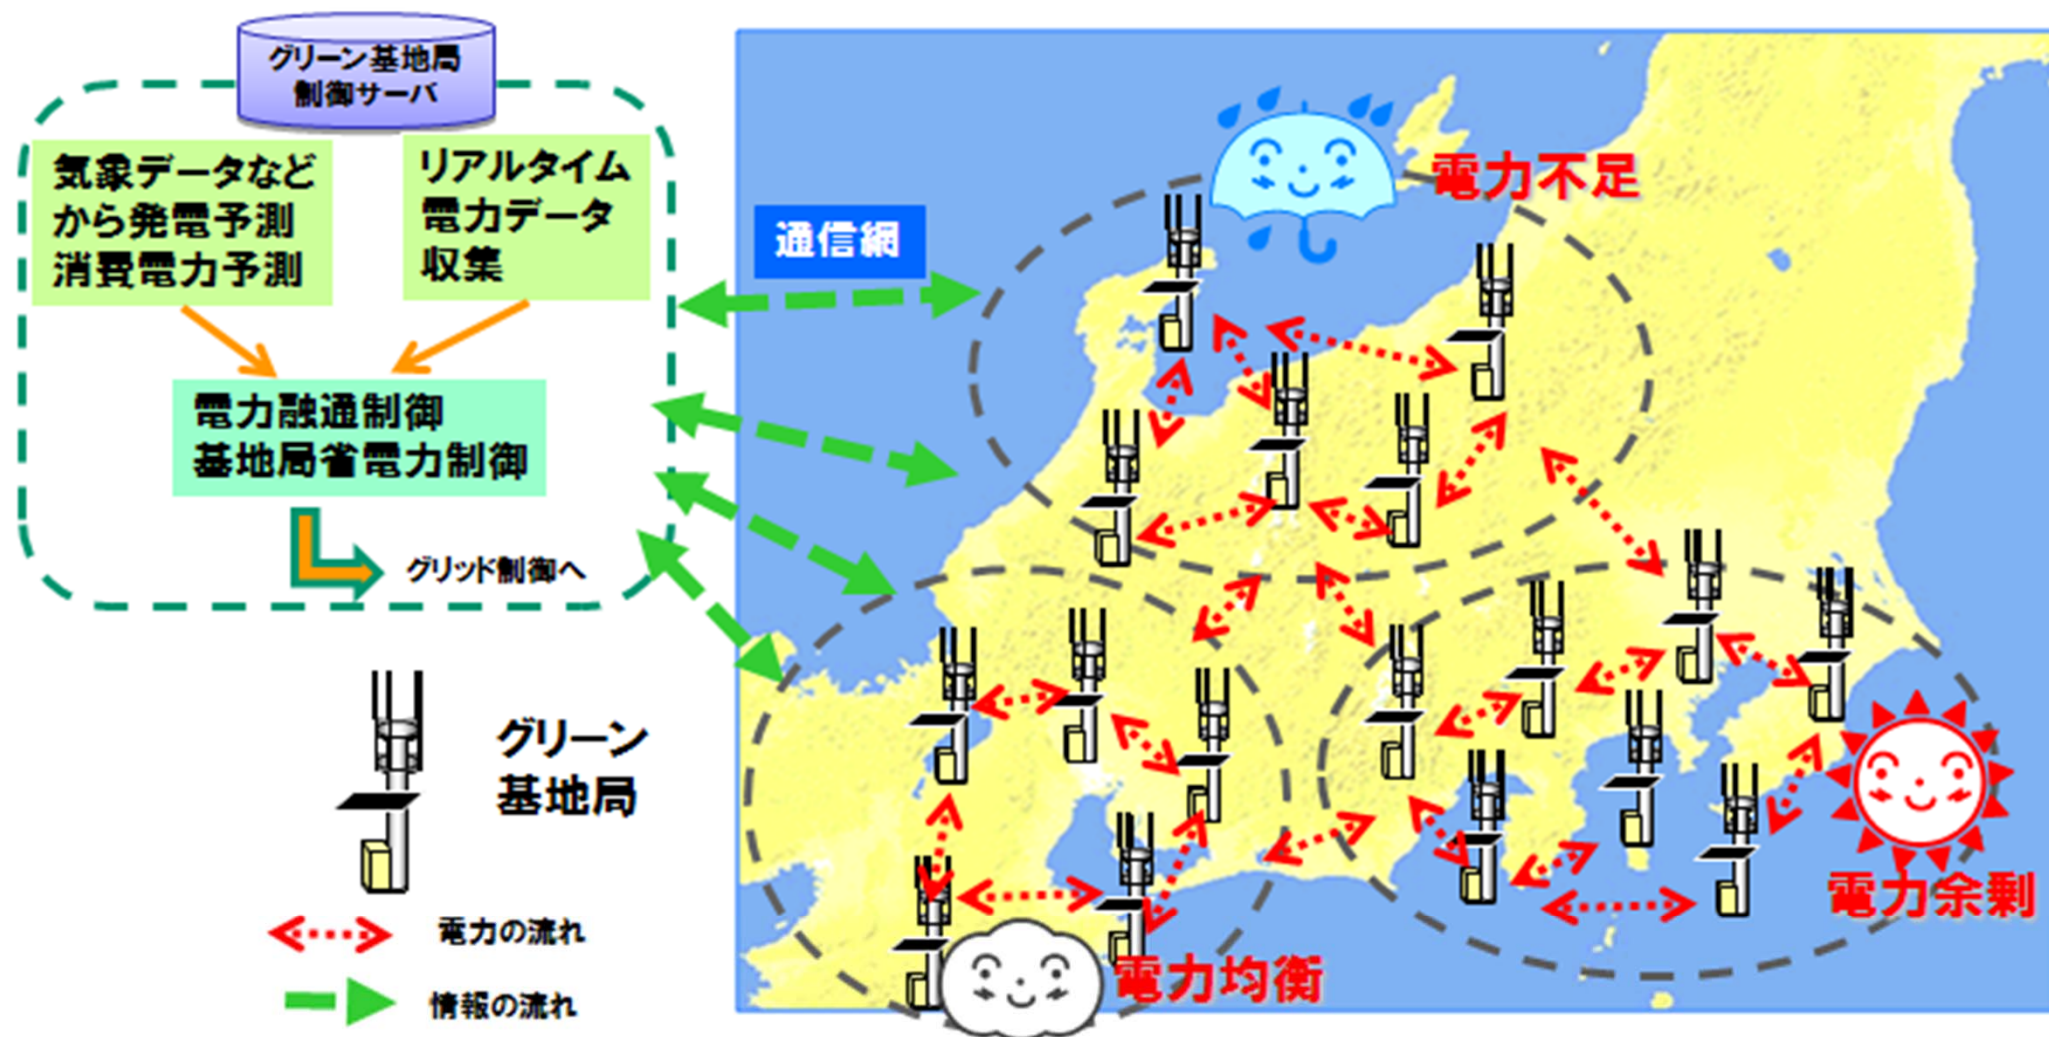 グリーン基地局
制御サーバ
気象データなど
から発電予測
消費電力予測
リアルタイム
電力データ
収集
電力融通制御
基地局省電力制御
グリッド制御へ
グリーン
基地局
電力の流れ
情報の流れ
通信網
電力不足
電力余剰
電力均衡